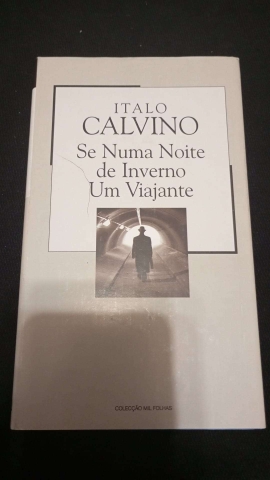 ITALO
CALVINO
Se Numa Noite
de Inverno
Um Viajante
COLECÇÃO MIL FOLHAS